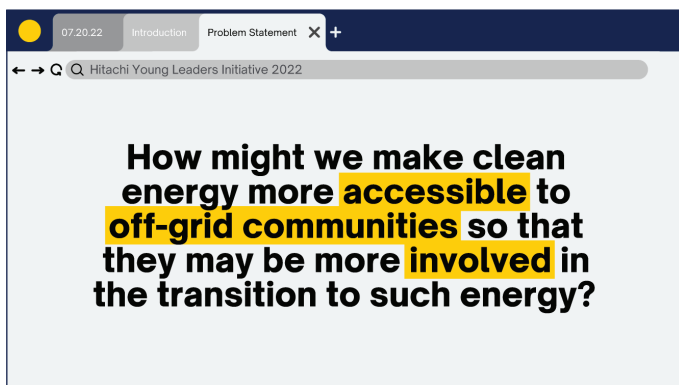 07.20.22 Introduction Problem Statement
Hitachi Young Leaders Initiative 2022
How might we make clean
energy more accessible to
off-grid communities so that
they may be more involved in
the transition to such energy?